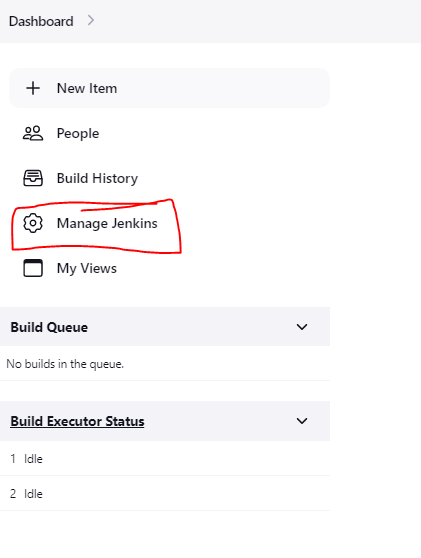 Dashboard
New Item
People
Build History
Manage Jenkins
My Views
Build Queue
No builds in the queue.
Build Executor Status
1 Idle
2 Idle